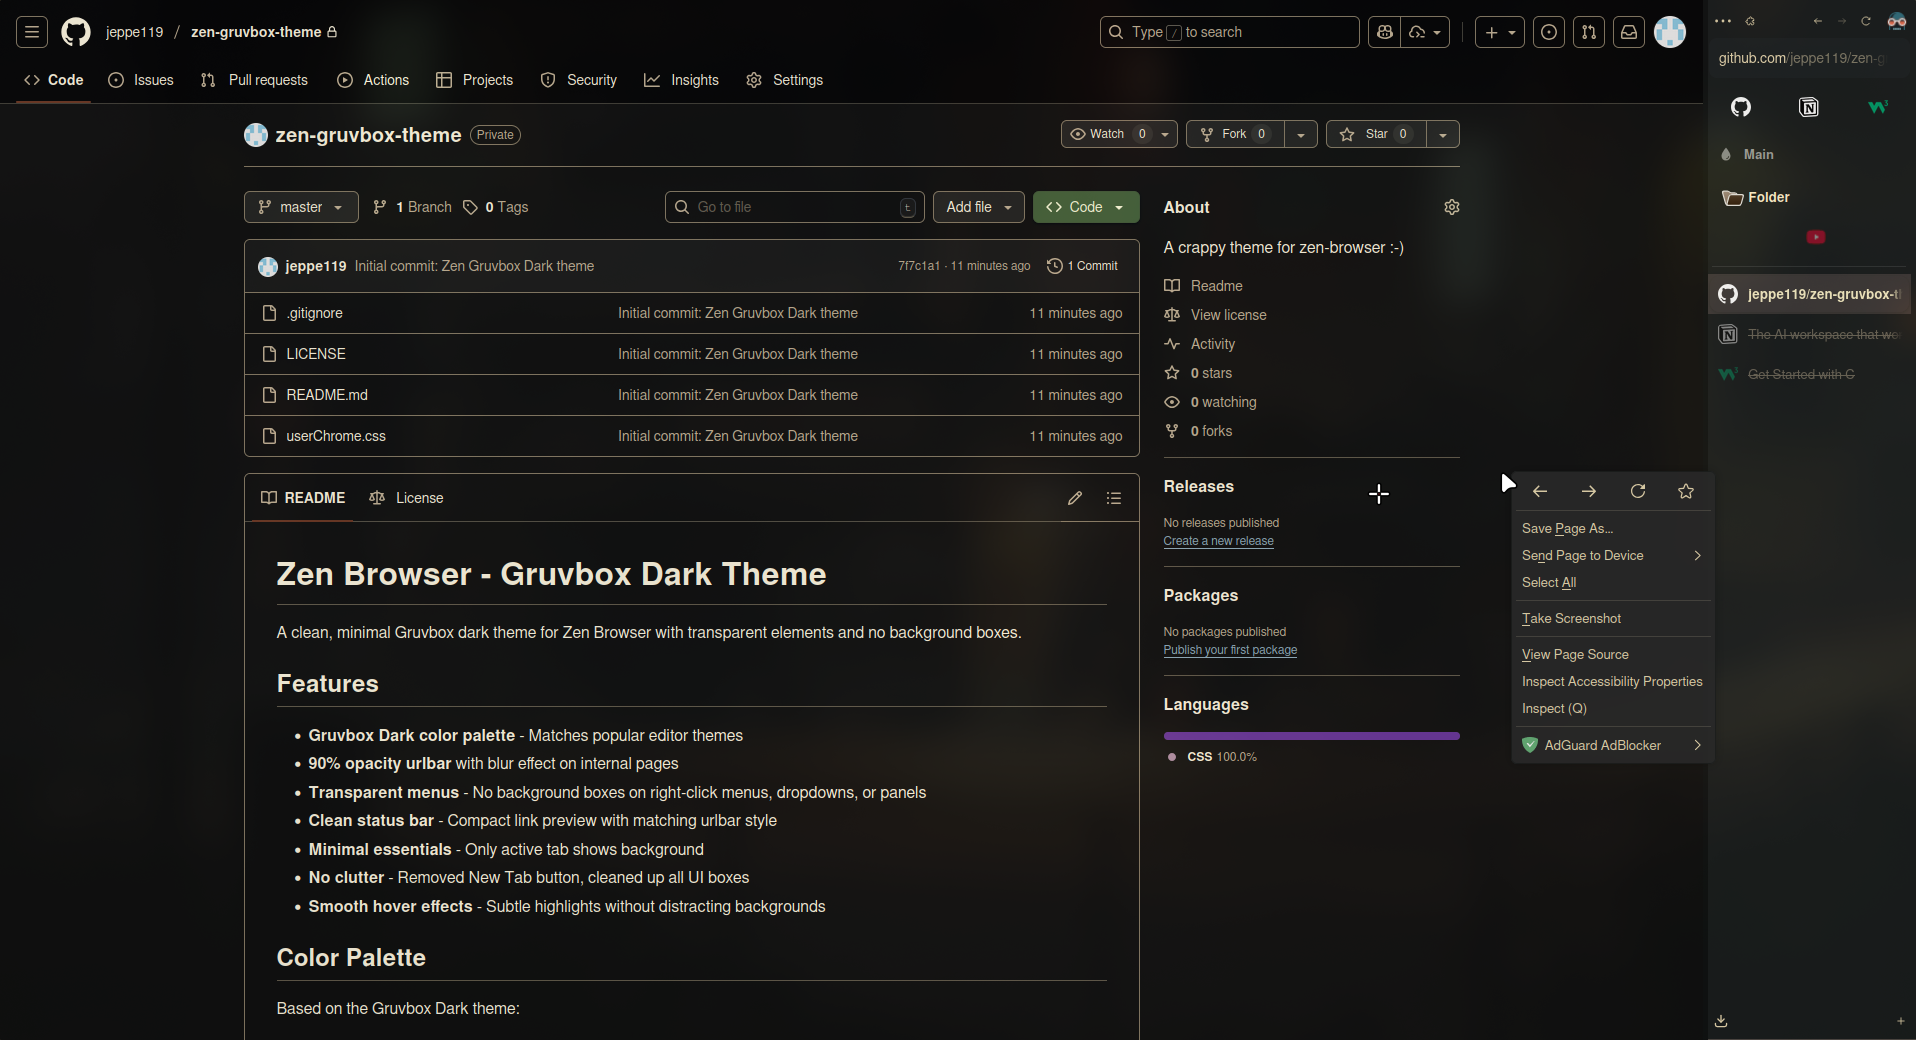 jeppe119 / zen-gruvbox-theme
Type / to search
Code
Issues
Pull requests
Actions
Projects
Security
Insights
Settings
zen-gruvbox-theme
Private
Watch 0
Fork 0
Star 0
master
1 Branch
0 Tags
Go to file
t
Add file
Code
jeppe119 Initial commit: Zen Gruvbox Dark theme
7f7c1a1 · 11 minutes ago
1 Commit
.gitignore Initial commit: Zen Gruvbox Dark theme 11 minutes ago
LICENSE Initial commit: Zen Gruvbox Dark theme 11 minutes ago
README.md Initial commit: Zen Gruvbox Dark theme 11 minutes ago
userChrome.css Initial commit: Zen Gruvbox Dark theme 11 minutes ago
README
License
Zen Browser - Gruvbox Dark Theme
A clean, minimal Gruvbox dark theme for Zen Browser with transparent elements and no background boxes.
Features
• Gruvbox Dark color palette - Matches popular editor themes
• 90% opacity urlbar with blur effect on internal pages
• Transparent menus - No background boxes on right-click menus, dropdowns, or panels
• Clean status bar - Compact link preview with matching urlbar style
• Minimal essentials - Only active tab shows background
• No clutter - Removed New Tab button, cleaned up all UI boxes
• Smooth hover effects - Subtle highlights without distracting backgrounds
Color Palette
Based on the Gruvbox Dark theme:
About
A crappy theme for zen-browser :-)
Readme
View license
Activity
0 stars
0 watching
0 forks
Releases
No releases published
Create a new release
Packages
No packages published
Publish your first package
Languages
CSS 100.0%
Save Page As...
Send Page to Device
Select All
Take Screenshot
View Page Source
Inspect Accessibility Properties
Inspect (Q)
AdGuard AdBlocker
github.com/jeppe119/zen-g
Main
Folder
jeppe119/zen-gruvbox-t
The AI workspace that wo
Get Started with C